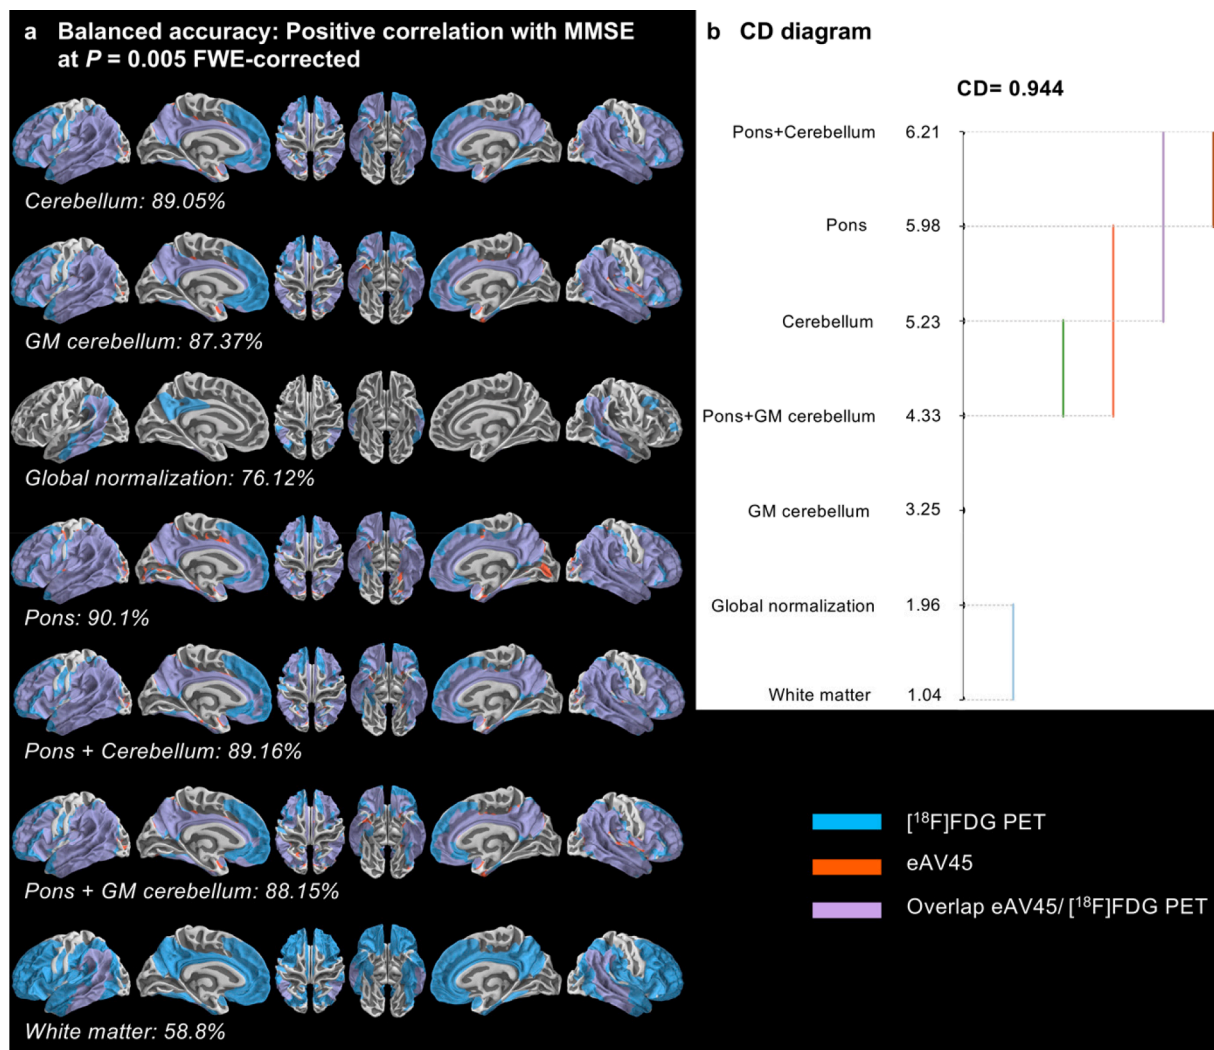 a Balanced accuracy: Positive correlation with MMSE
at P = 0.005 FWE-corrected
Cerebellum: 89.05%
GM cerebellum: 87.37%
Global normalization: 76.12%
Pons: 90.1%
Pons + Cerebellum: 89.16%
Pons + GM cerebellum: 88.15%
White matter: 58.8%
b CD diagram
CD= 0.944
Pons+Cerebellum 6.21
Pons 5.98
Cerebellum 5.23
Pons+GM cerebellum 4.33
GM cerebellum 3.25
Global normalization 1.96
White matter 1.04
[¹⁸F]FDG PET
eAV45
Overlap eAV45/ [¹⁸F]FDG PET